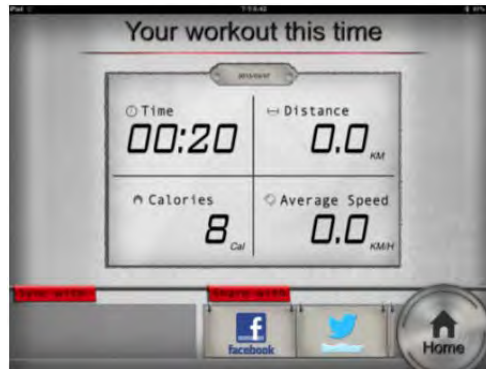 iPad
Your workout this time
Time
00:20
Distance
0.0 KM
Calories
8 Cal
Average Speed
0.0 KM/H
Share with
facebook
Home